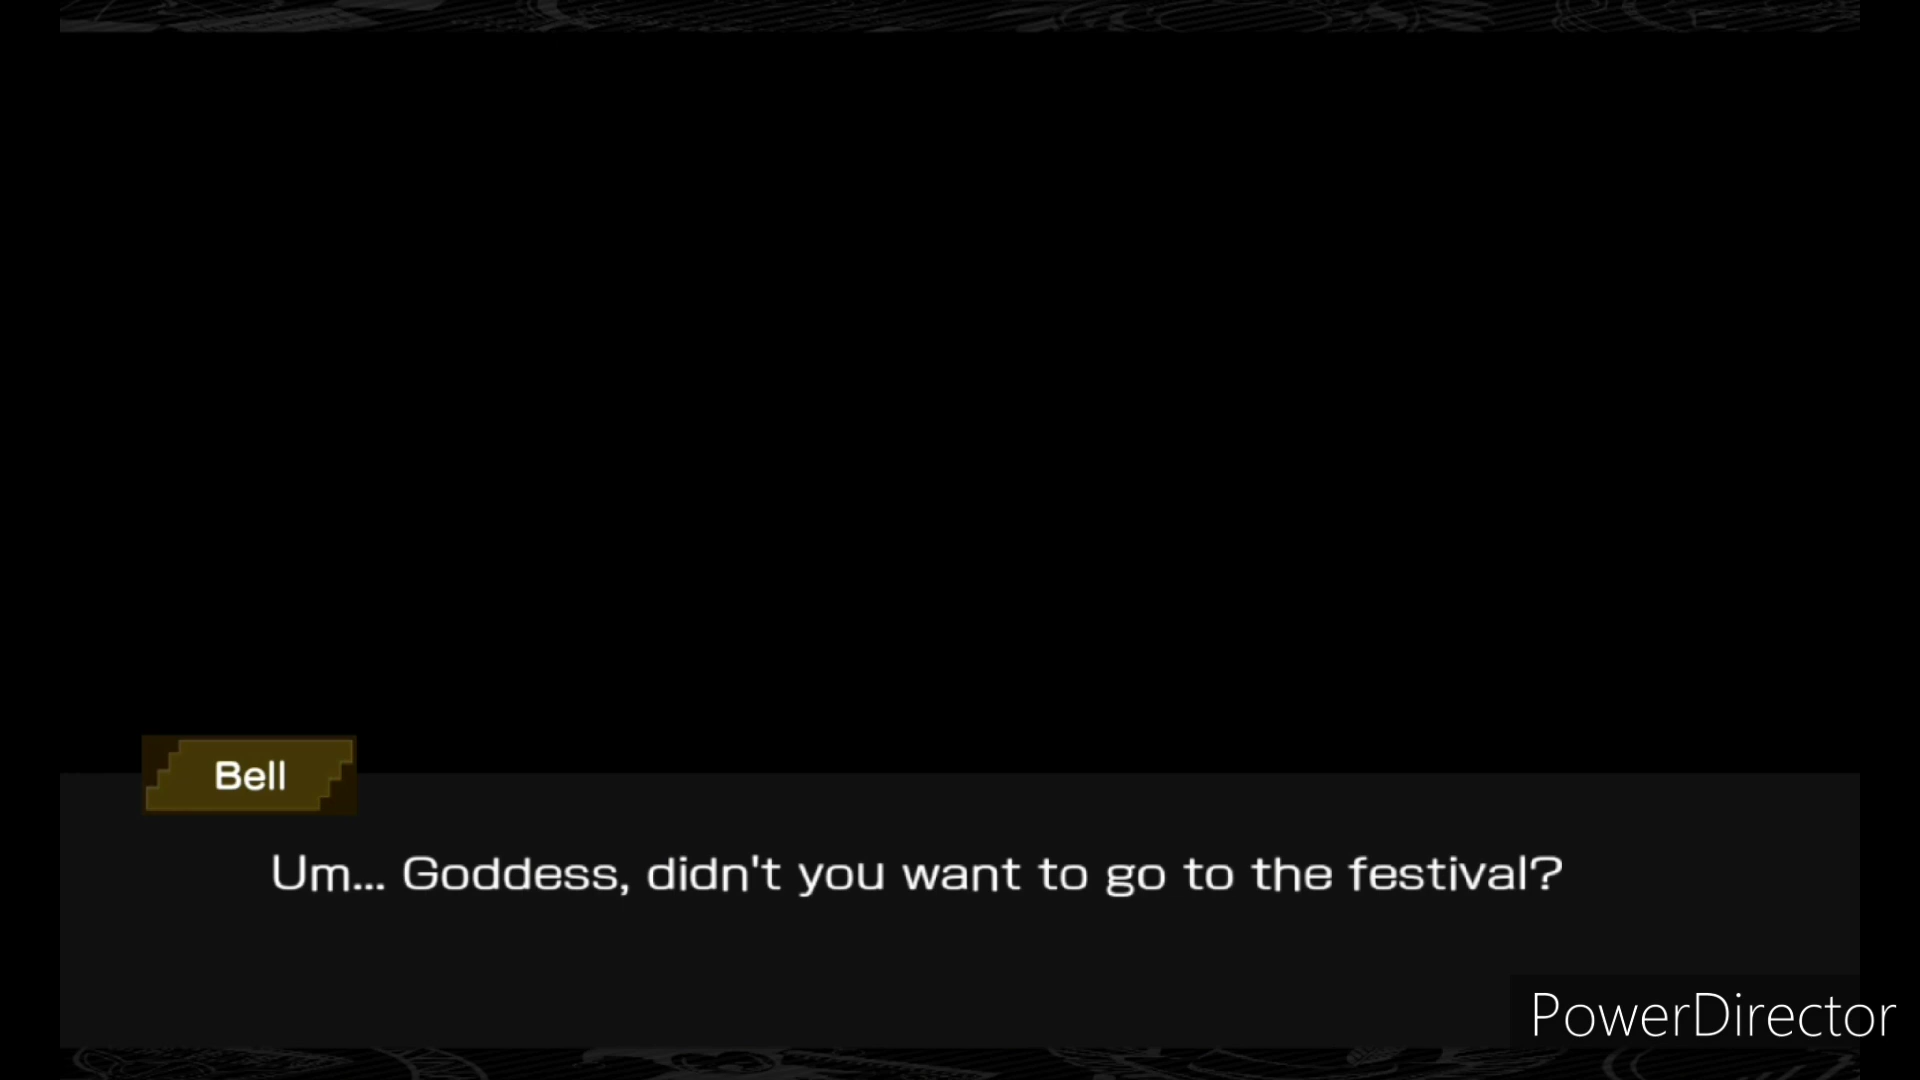 Bell
Um... Goddess, didn't you want to go to the festival?
PowerDirector